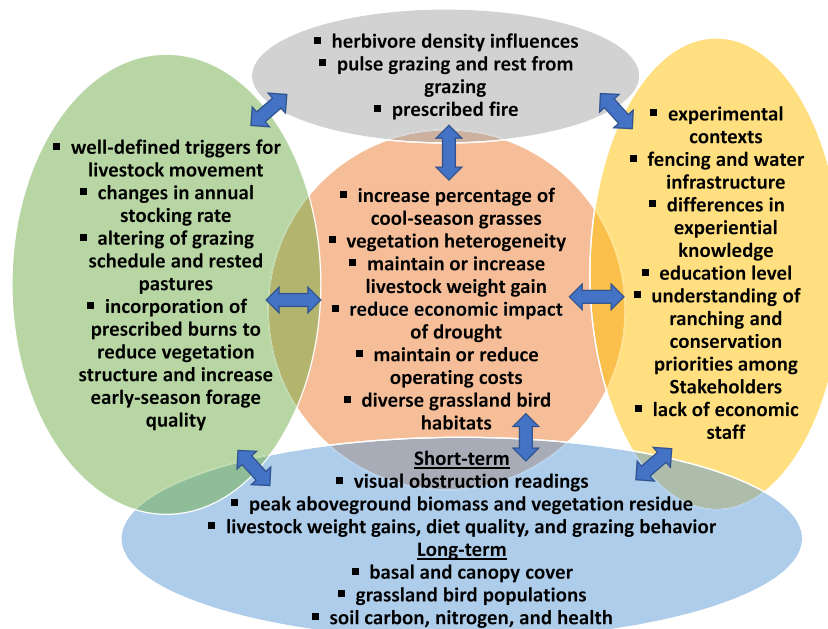 ▪ herbivore density influences
▪ pulse grazing and rest from
grazing
▪ prescribed fire
▪ well-defined triggers for
livestock movement
▪ changes in annual
stocking rate
▪ altering of grazing
schedule and rested
pastures
▪ incorporation of
prescribed burns to
reduce vegetation
structure and increase
early-season forage
quality
▪ increase percentage of
cool-season grasses
▪ vegetation heterogeneity
▪ maintain or increase
livestock weight gain
▪ reduce economic impact
of drought
▪ maintain or reduce
operating costs
▪ diverse grassland bird
habitats
▪ experimental
contexts
▪ fencing and water
infrastructure
▪ differences in
experiential
knowledge
▪ education level
▪ understanding of
ranching and
conservation
priorities among
Stakeholders
▪ lack of economic
staff
Short-term
▪ visual obstruction readings
▪ peak aboveground biomass and vegetation residue
▪ livestock weight gains, diet quality, and grazing behavior
Long-term
▪ basal and canopy cover
▪ grassland bird populations
▪ soil carbon, nitrogen, and health